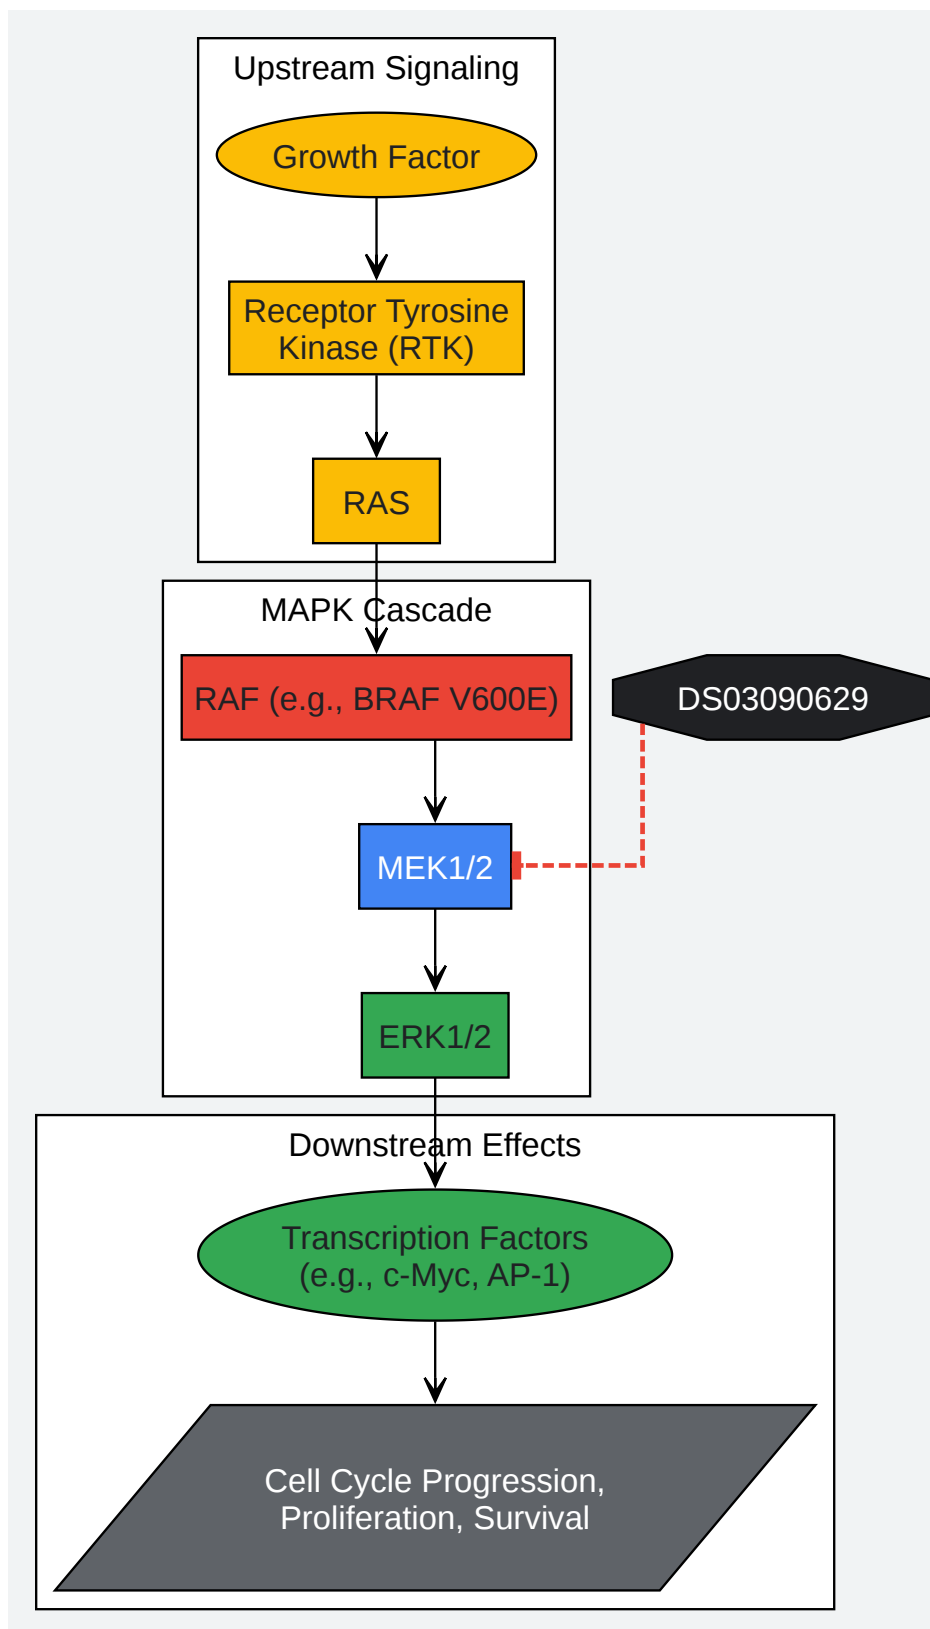 Upstream Signaling
Growth Factor
Receptor Tyrosine
Kinase (RTK)
RAS
MAPK Cascade
RAF (e.g., BRAF V600E)
DS03090629
MEK1/2
ERK1/2
Downstream Effects
Transcription Factors
(e.g., c-Myc, AP-1)
Cell Cycle Progression,
Proliferation, Survival